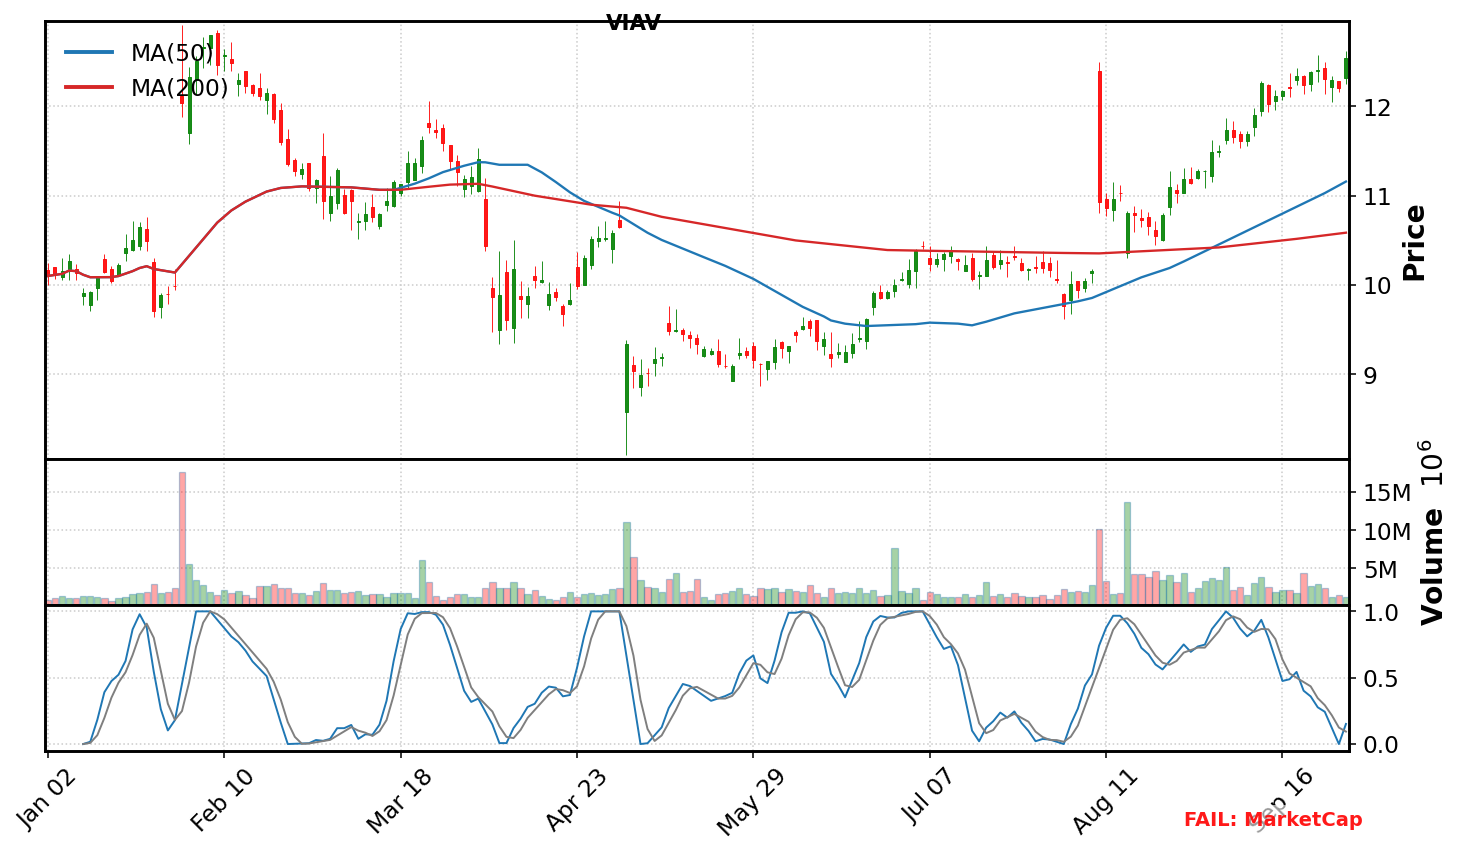 VIAV
MA(50)
MA(200)
12
11
10
9
Price
15M
10M
5M
Volume 10^6
1.0
0.5
0.0
Jan 02
Feb 10
Mar 18
Apr 23
May 29
Jul 07
Aug 11
Sep 16
FAIL: MarketCap